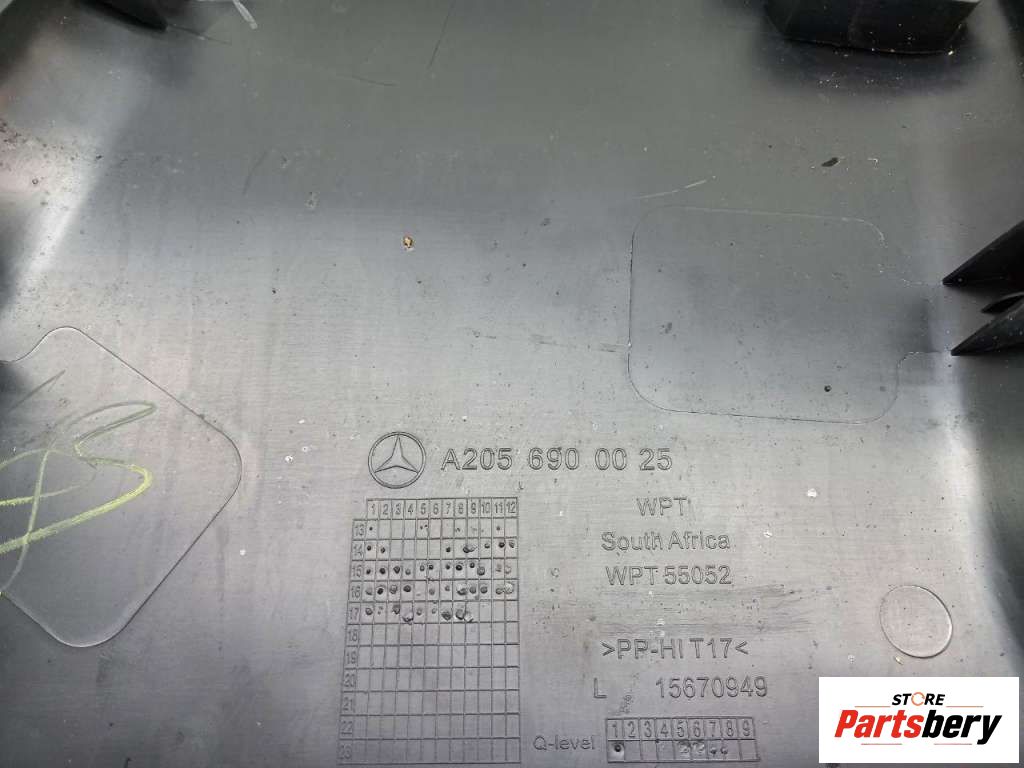 A205 690 00 25
1 2 3 4 5 6 7 8 9 10 11 12
13
14
15
16
17
18
19
20
21
22
23
WPT
South Africa
WPT 55052
>PP-HI T17<
L 15670949
Q-level 1 2 3 4 5 6 7 8 9
STORE
Partsbery